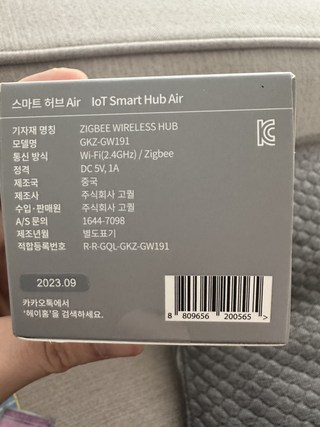 스마트 허브 Air IoT Smart Hub Air
기자재 명칭 ZIGBEE WIRELESS HUB
모델명 GKZ-GW191
통신 방식 Wi-Fi(2.4GHz) / Zigbee
정격 DC 5V, 1A
제조국 중국
제조사 주식회사 고퀄
수입·판매원 주식회사 고퀄
A/S 문의 1644-7098
제조년월 별도표기
적합등록번호 R-R-GQL-GKZ-GW191
2023.09
카카오톡에서
'헤이홈'을 검색하세요.
8 809656 200565 >